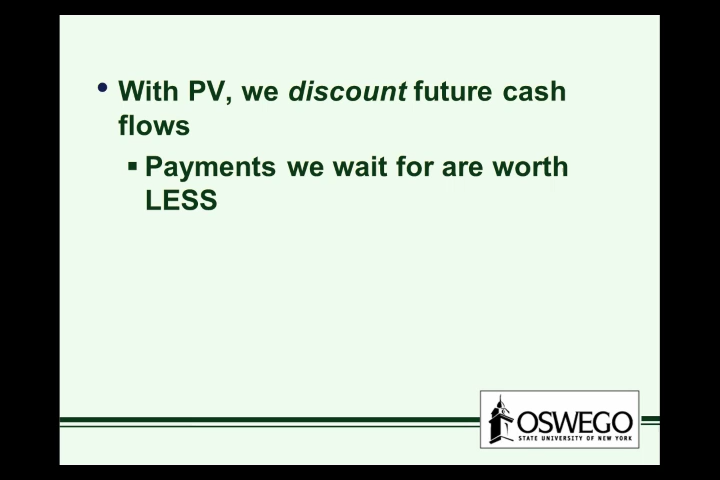 • With PV, we discount future cash
flows
▪ Payments we wait for are worth
LESS
OSWEGO
STATE UNIVERSITY OF NEW YORK